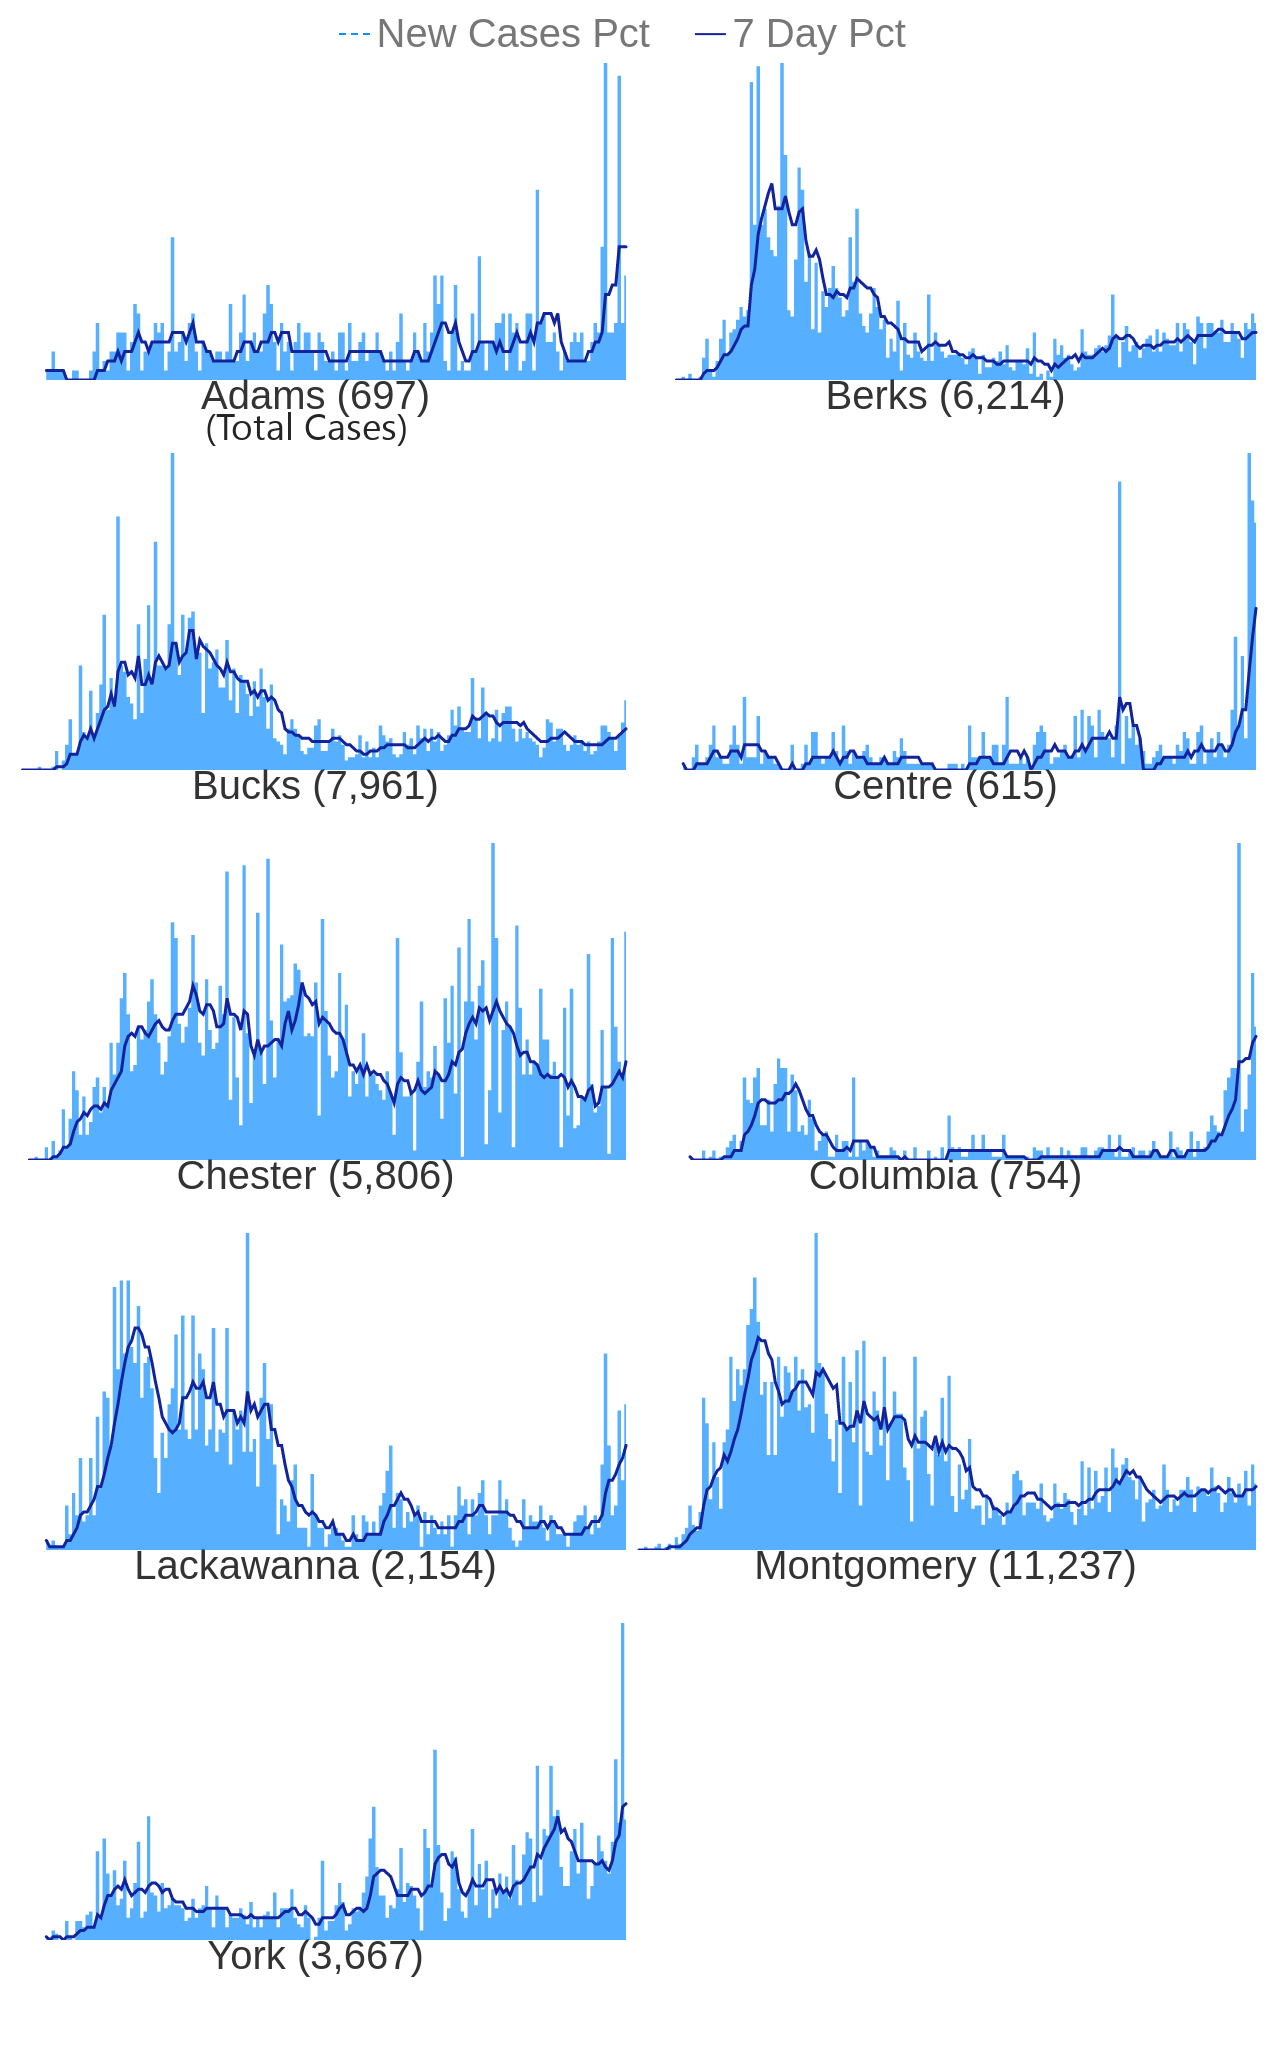 New Cases Pct 7 Day Pct
Adams (697) Berks (6,214)
(Total Cases)
Bucks (7,961) Centre (615)
Chester (5,806) Columbia (754)
Lackawanna (2,154) Montgomery (11,237)
York (3,667)